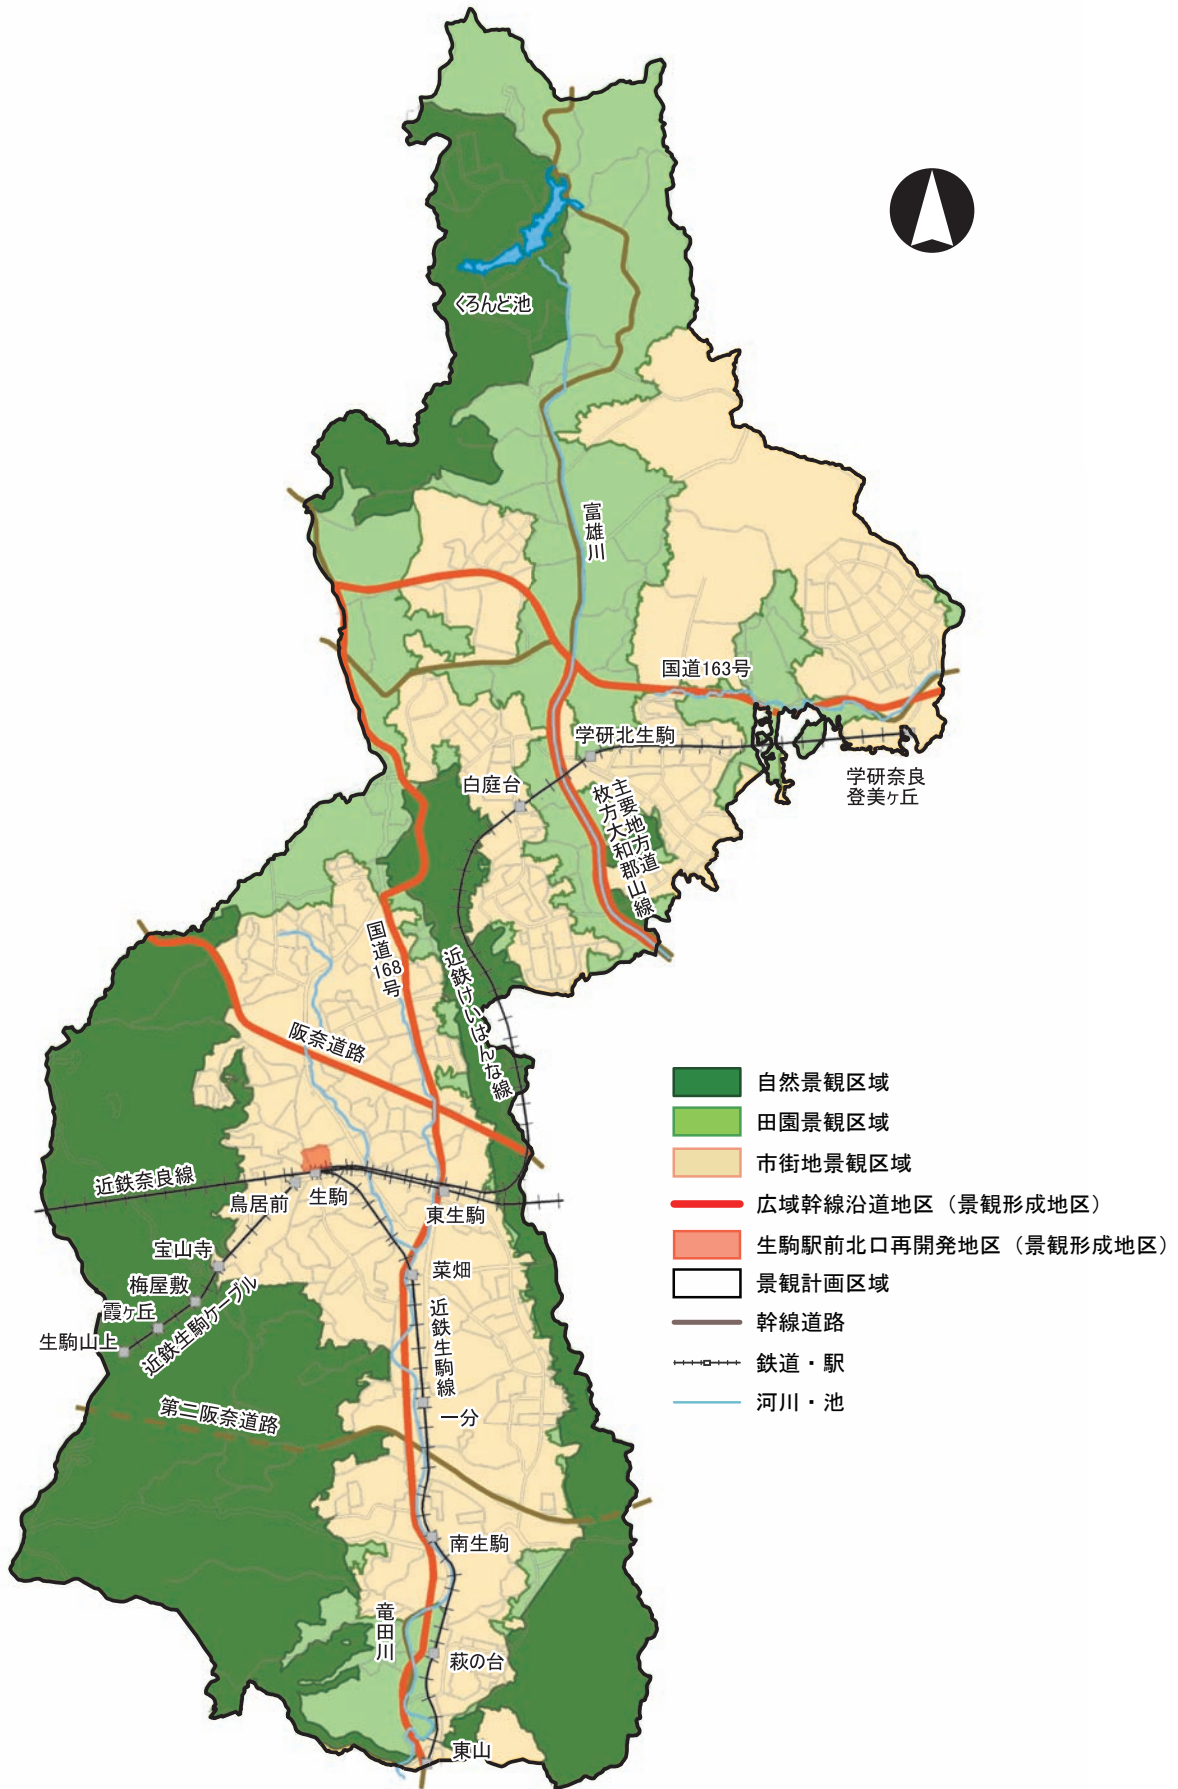 くろんど池
富雄川
国道163号
学研北生駒
白庭台
学研奈良
登美ヶ丘
主要地方道
枚方大和郡山線
国道168号
近鉄けいはんな線
阪奈道路
近鉄奈良線
鳥居前
生駒
東生駒
宝山寺
菜畑
梅屋敷
霞ヶ丘
生駒山上
近鉄生駒ケーブル
近鉄生駒線
第二阪奈道路
一分
南生駒
竜田川
萩の台
東山
自然景観区域
田園景観区域
市街地景観区域
広域幹線沿道地区（景観形成地区）
生駒駅前北口再開発地区（景観形成地区）
景観計画区域
幹線道路
鉄道・駅
河川・池